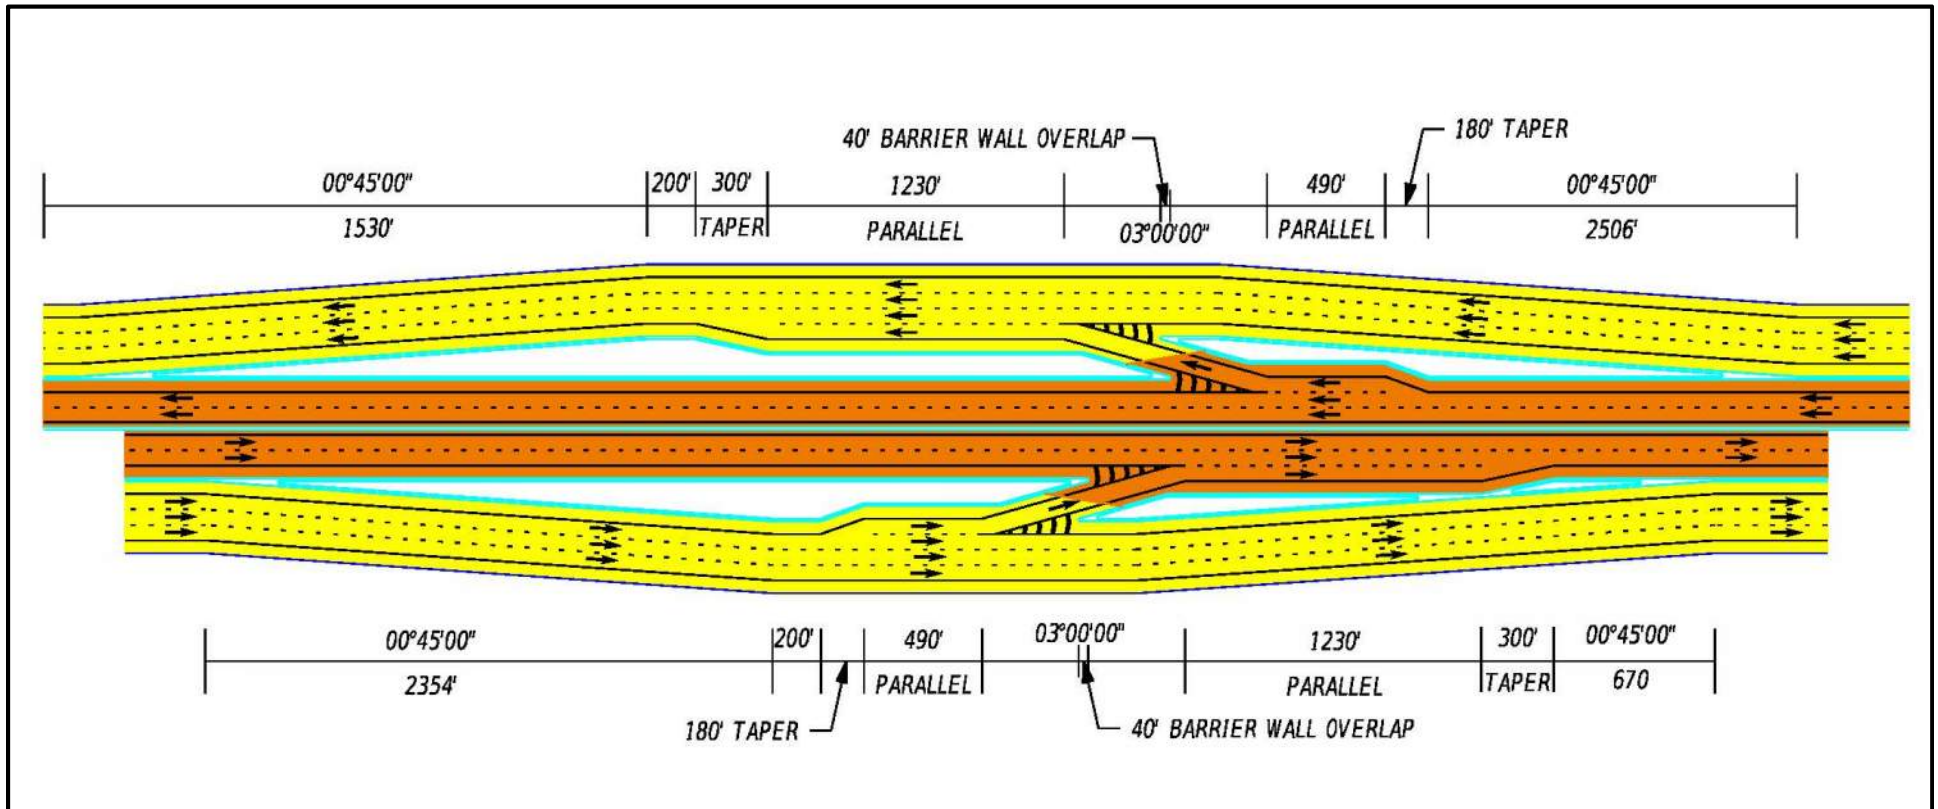 40' BARRIER WALL OVERLAP
180' TAPER
00°45'00" 200' 300' 1230' 490' 00°45'00"
1530' TAPER PARALLEL 03°00'00" PARALLEL 2506'
00°45'00" 200' 490' 03°00'00" 1230' 300' 00°45'00"
2354' PARALLEL PARALLEL TAPER 670
180' TAPER 40' BARRIER WALL OVERLAP